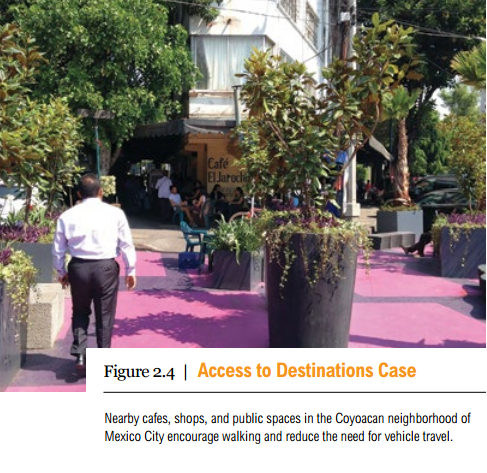 Café
El Jarocho
Figure 2.4 | Access to Destinations Case
Nearby cafes, shops, and public spaces in the Coyoacan neighborhood of
Mexico City encourage walking and reduce the need for vehicle travel.